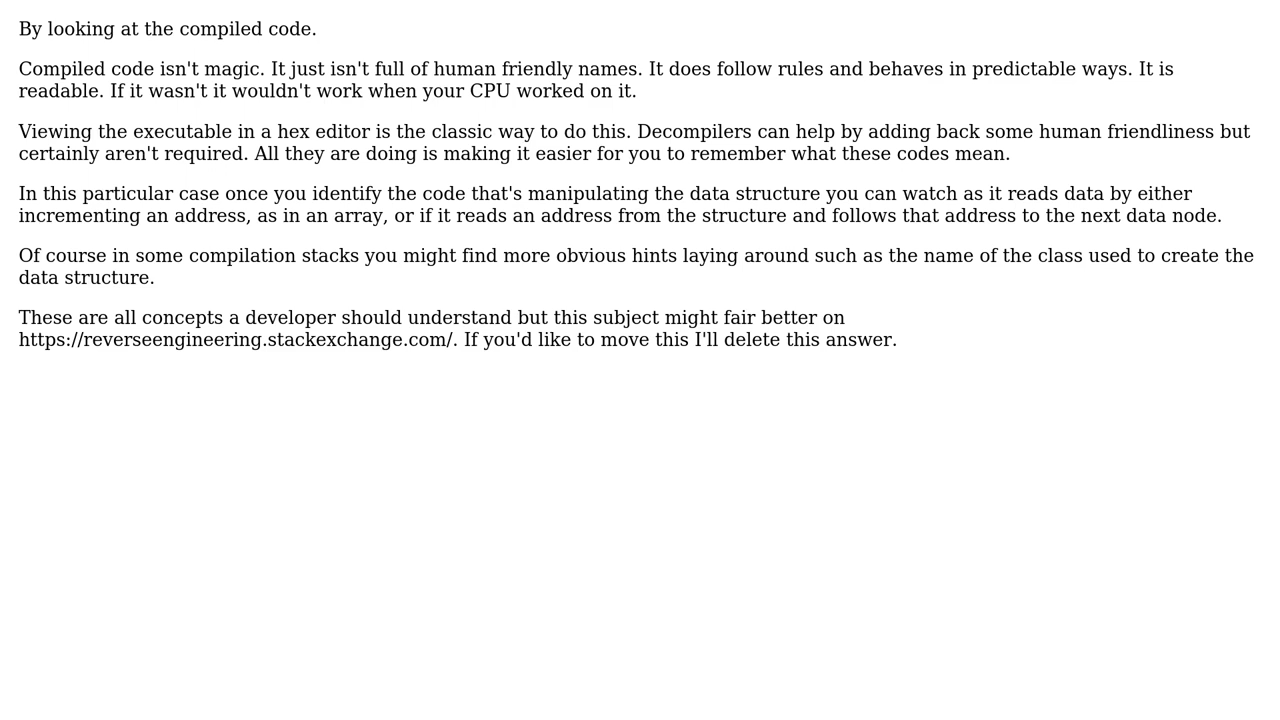 By looking at the compiled code.
Compiled code isn't magic. It just isn't full of human friendly names. It does follow rules and behaves in predictable ways. It is
readable. If it wasn't it wouldn't work when your CPU worked on it.
Viewing the executable in a hex editor is the classic way to do this. Decompilers can help by adding back some human friendliness but
certainly aren't required. All they are doing is making it easier for you to remember what these codes mean.
In this particular case once you identify the code that's manipulating the data structure you can watch as it reads data by either
incrementing an address, as in an array, or if it reads an address from the structure and follows that address to the next data node.
Of course in some compilation stacks you might find more obvious hints laying around such as the name of the class used to create the
data structure.
These are all concepts a developer should understand but this subject might fair better on
https://reverseengineering.stackexchange.com/. If you'd like to move this I'll delete this answer.